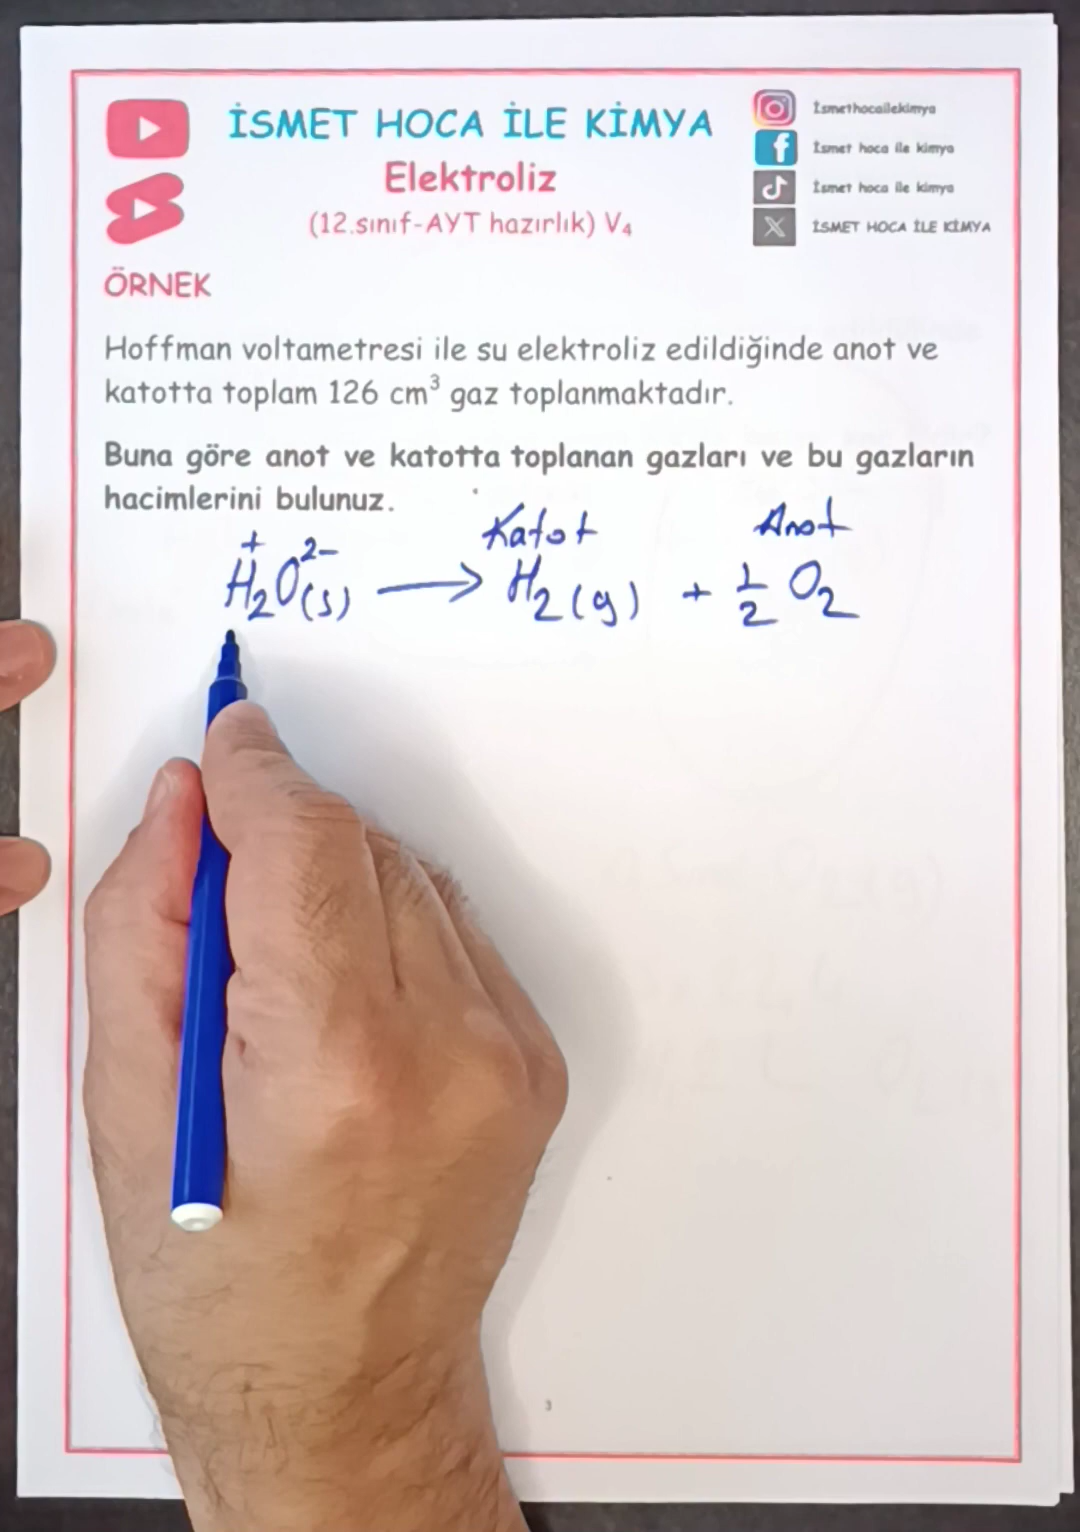 İSMET HOCA İLE KİMYA
Elektroliz
(12.sınıf-AYT hazırlık) V₄
İsmethocailekimya
İsmet hoca ile kimya
İsmet hoca ile kimya
İSMET HOCA İLE KİMYA
ÖRNEK
Hoffman voltametresi ile su elektroliz edildiğinde anot ve
katotta toplam 126 cm³ gaz toplanmaktadır.
Buna göre anot ve katotta toplanan gazları ve bu gazların
hacimlerini bulunuz.
Katot Anot
+ 2-
H₂O(s) → H₂(g) + 1/2 O₂
3